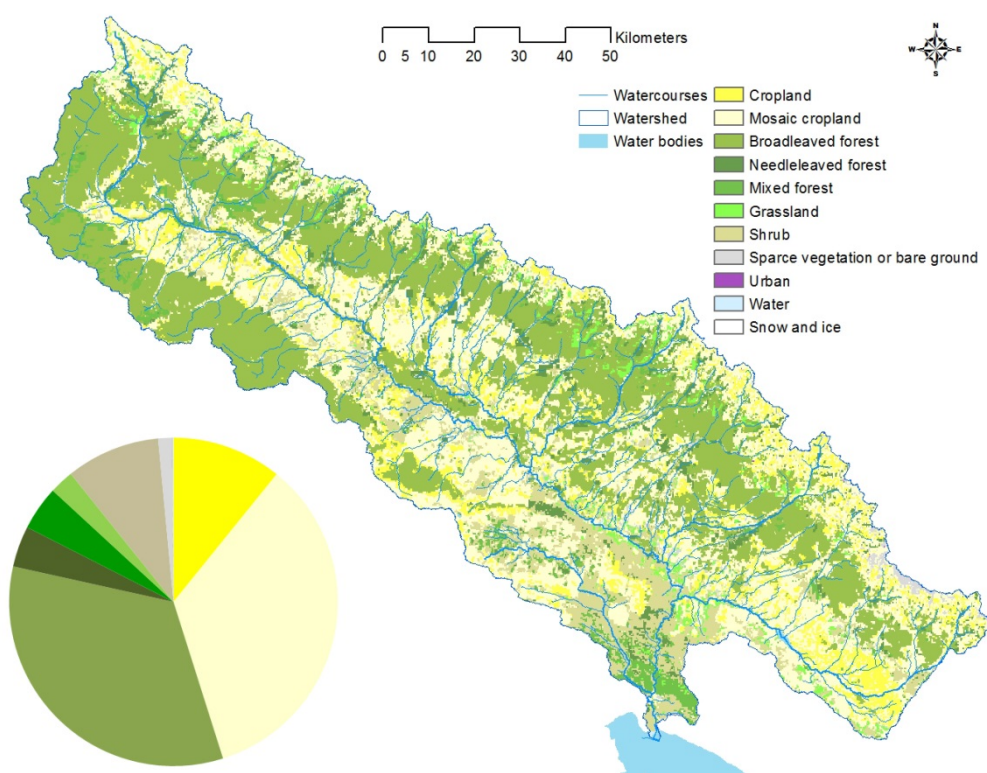 N
W E
S
Kilometers
0 5 10 20 30 40 50
Watercourses
Watershed
Water bodies
Cropland
Mosaic cropland
Broadleaved forest
Needleleaved forest
Mixed forest
Grassland
Shrub
Sparce vegetation or bare ground
Urban
Water
Snow and ice